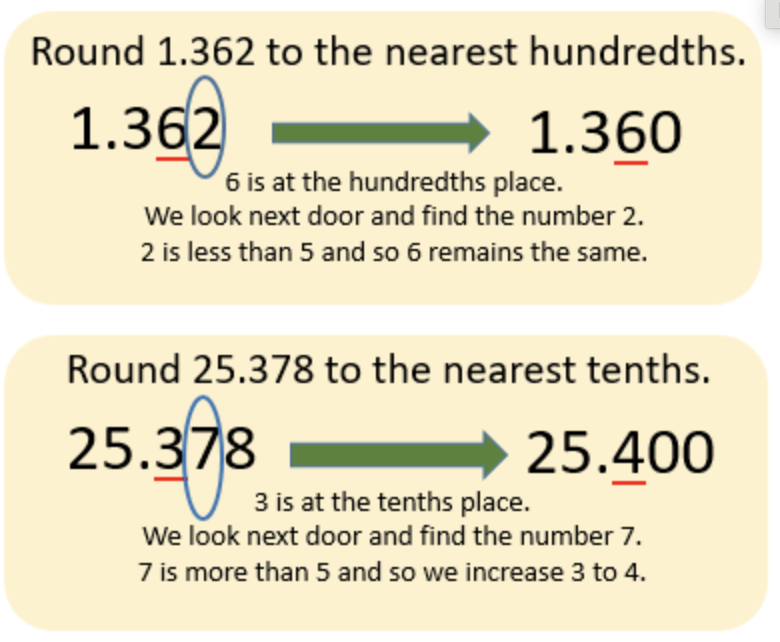 Round 1.362 to the nearest hundredths.
1.362 1.360
6 is at the hundredths place.
We look next door and find the number 2.
2 is less than 5 and so 6 remains the same.
Round 25.378 to the nearest tenths.
25.378 25.400
3 is at the tenths place.
We look next door and find the number 7.
7 is more than 5 and so we increase 3 to 4.